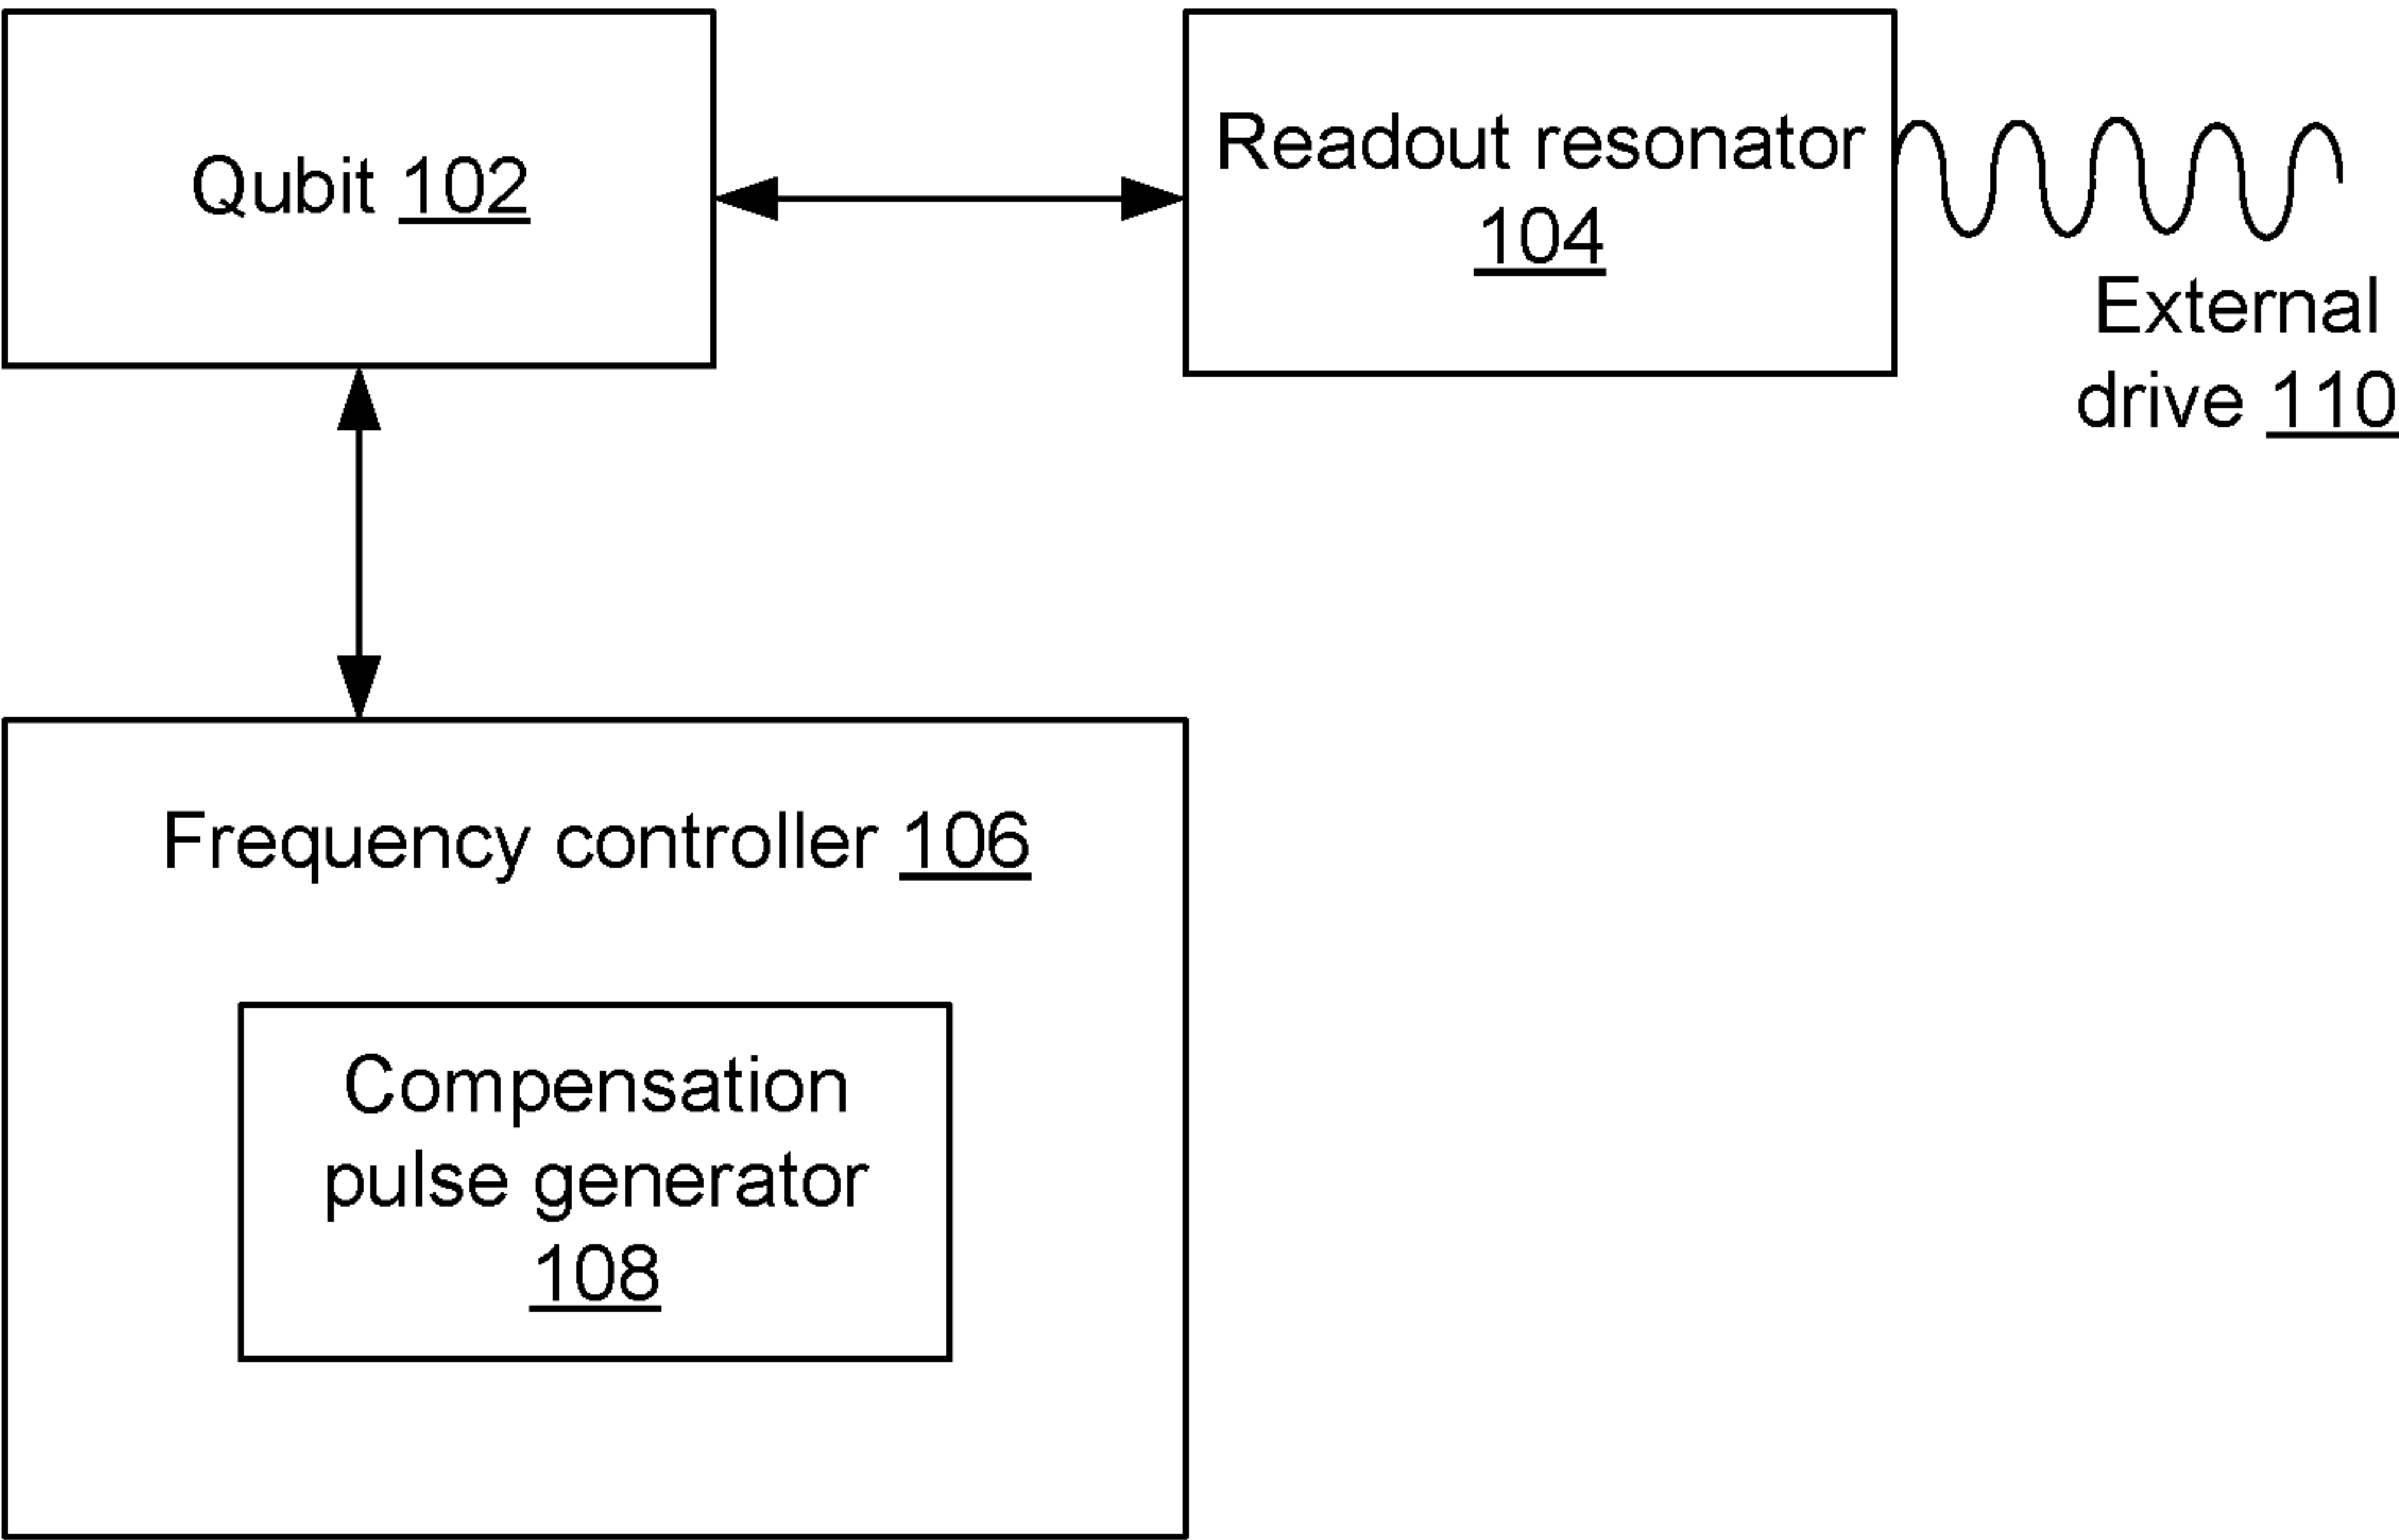 Qubit 102
Readout resonator
104
External
drive 110
Frequency controller 106
Compensation
pulse generator
108